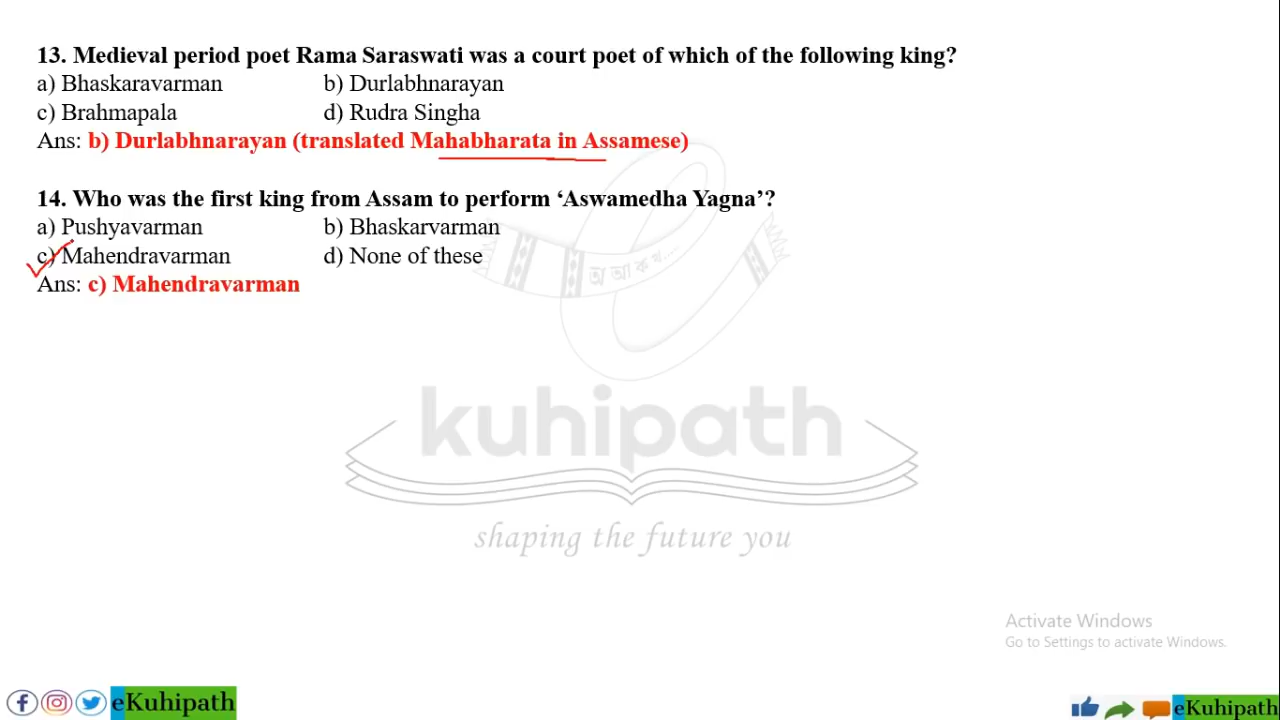 13. Medieval period poet Rama Saraswati was a court poet of which of the following king?
a) Bhaskaravarman b) Durlabhnarayan
c) Brahmapala d) Rudra Singha
Ans: b) Durlabhnarayan (translated Mahabharata in Assamese)
14. Who was the first king from Assam to perform ‘Aswamedha Yagna’?
a) Pushyavarman b) Bhaskarvarman
c) Mahendravarman d) None of these
Ans: c) Mahendravarman
অ আ ক খ....
kuhipath
shaping the future you
Activate Windows
Go to Settings to activate Windows.
eKuhipath
eKuhipath